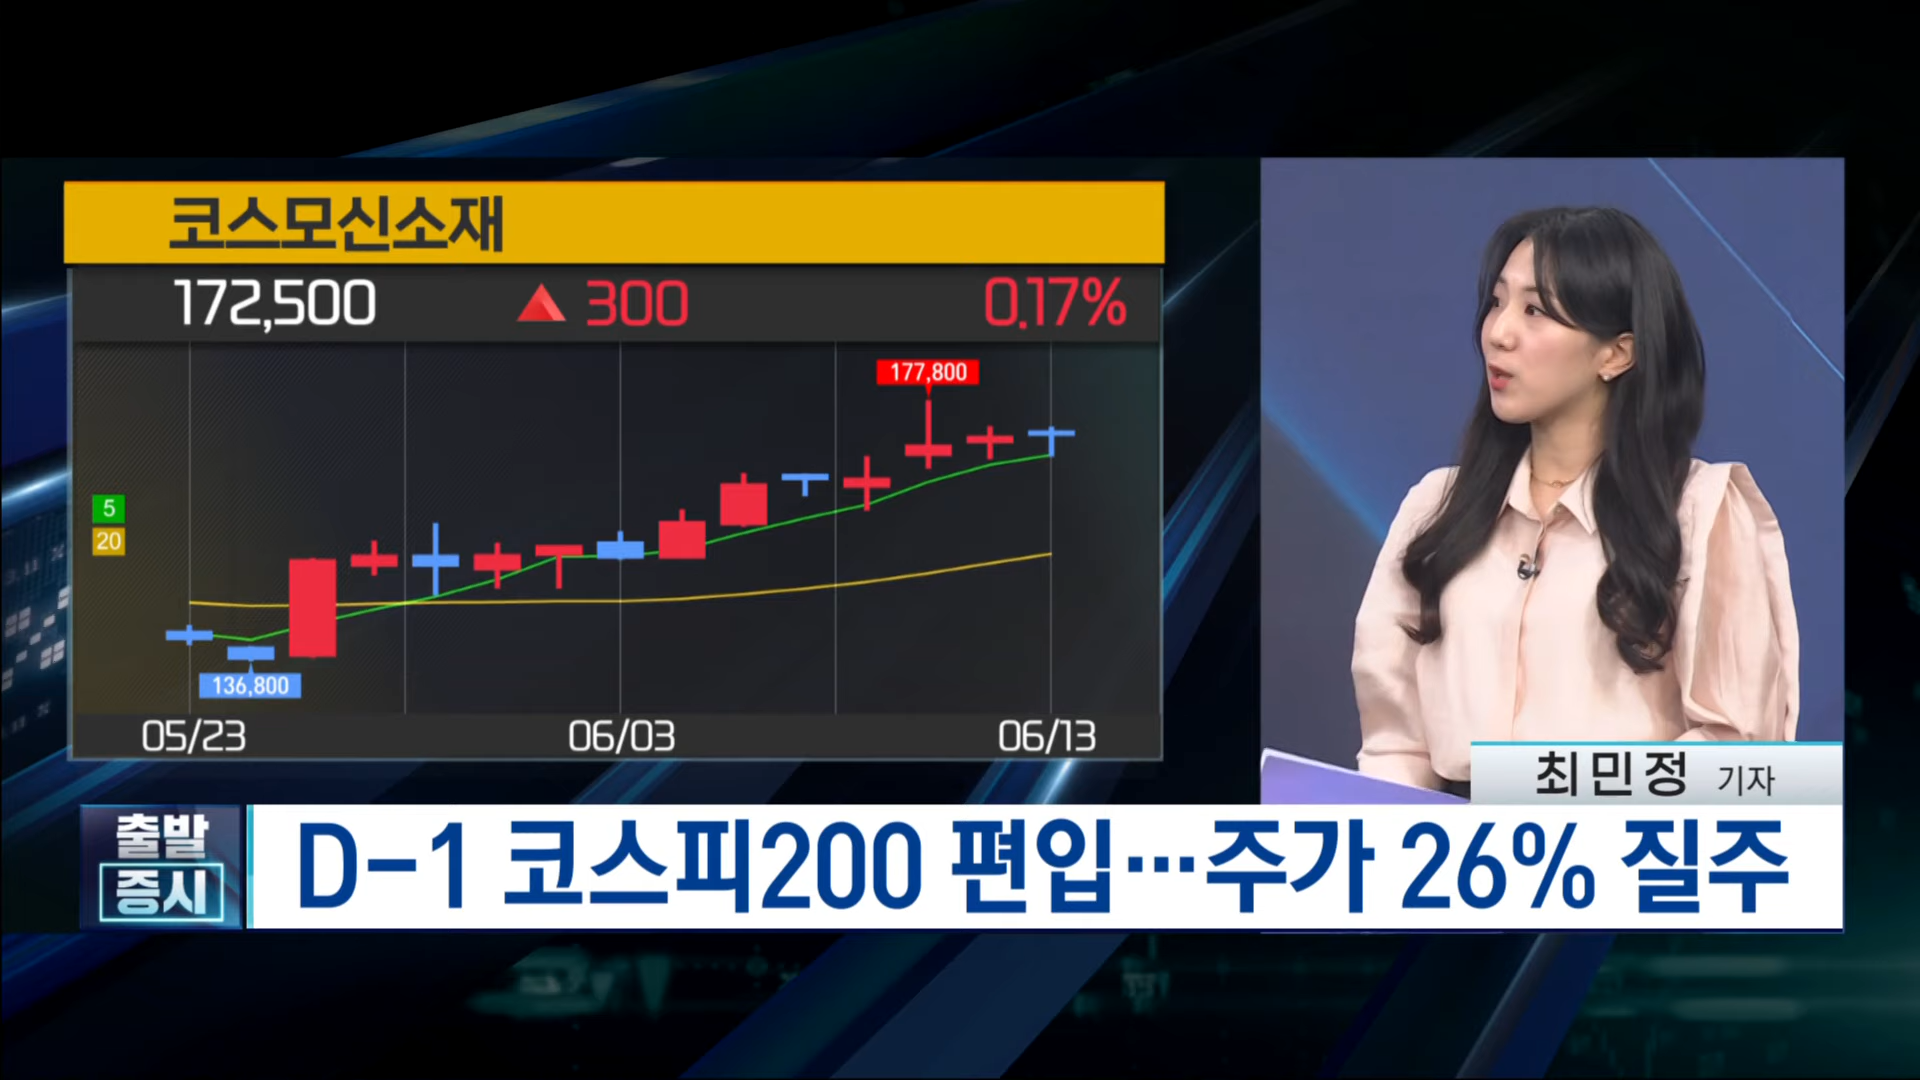 코스모신소재
172,500 ▲ 300 0.17%
177,800
5
20
136,800
05/23 06/03 06/13
최민정 기자
출발
증시
D-1 코스피200 편입…주가 26% 질주